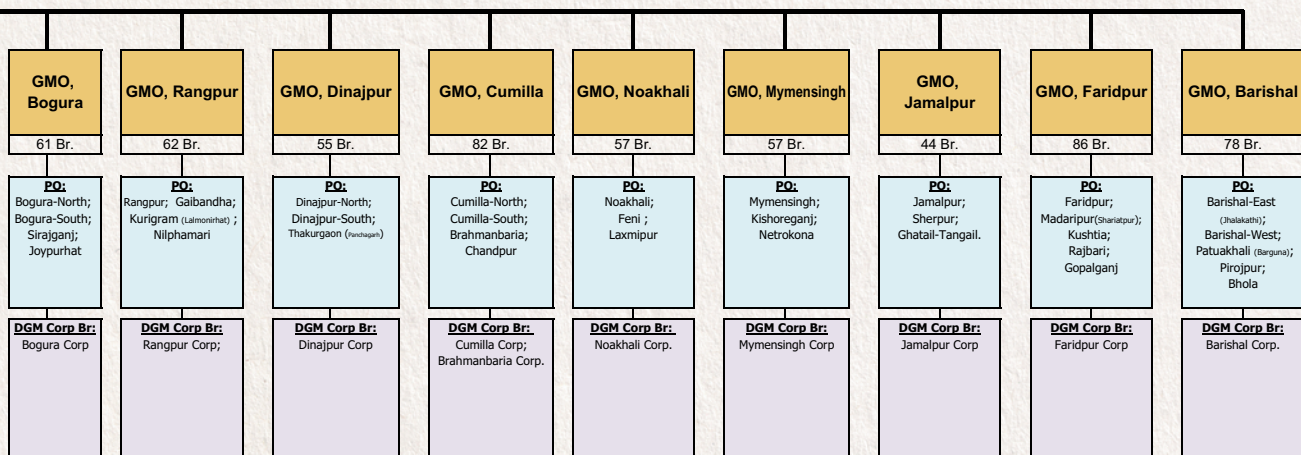 GMO,
Bogura
61 Br.
PO:
Bogura-North;
Bogura-South;
Sirajganj;
Joypurhat
DGM Corp Br:
Bogura Corp
GMO, Rangpur
62 Br.
PO:
Rangpur; Gaibandha;
Kurigram (Lalmonirhat) ;
Nilphamari
DGM Corp Br:
Rangpur Corp;
GMO, Dinajpur
55 Br.
PO:
Dinajpur-North;
Dinajpur-South;
Thakurgaon (Panchagarh)
DGM Corp Br:
Dinajpur Corp
GMO, Cumilla
82 Br.
PO:
Cumilla-North;
Cumilla-South;
Brahmanbaria;
Chandpur
DGM Corp Br:
Cumilla Corp;
Brahmanbaria Corp.
GMO, Noakhali
57 Br.
PO:
Noakhali;
Feni ;
Laxmipur
DGM Corp Br:
Noakhali Corp.
GMO, Mymensingh
57 Br.
PO:
Mymensingh;
Kishoreganj;
Netrokona
DGM Corp Br:
Mymensingh Corp
GMO,
Jamalpur
44 Br.
PO:
Jamalpur;
Sherpur;
Ghatail-Tangail.
DGM Corp Br:
Jamalpur Corp
GMO, Faridpur
86 Br.
PO:
Faridpur;
Madaripur(Shariatpur);
Kushtia;
Rajbari;
Gopalganj
DGM Corp Br:
Faridpur Corp
GMO, Barishal
78 Br.
PO:
Barishal-East
(Jhalakathi);
Barishal-West;
Patuakhali (Barguna);
Pirojpur;
Bhola
DGM Corp Br:
Barishal Corp.